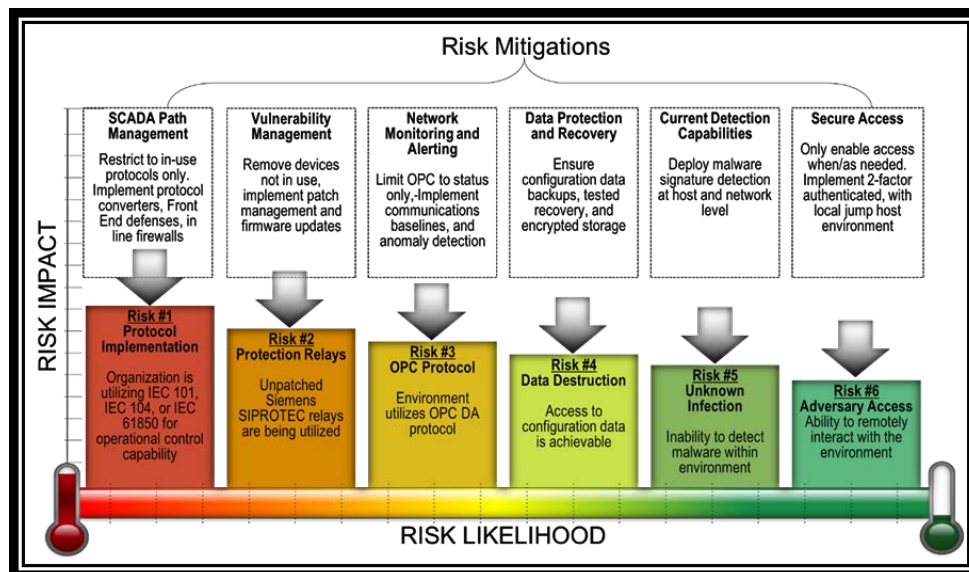 Risk Mitigations
SCADA Path
Management
Restrict to in-use
protocols only.
Implement protocol
converters, Front
End defenses, in
line firewalls
Vulnerability
Management
Remove devices
not in use,
implement patch
management and
firmware updates
Network
Monitoring and
Alerting
Limit OPC to status
only,-Implement
communications
baselines, and
anomaly detection
Data Protection
and Recovery
Ensure
configuration data
backups, tested
recovery, and
encrypted storage
Current Detection
Capabilities
Deploy malware
signature detection
at host and network
level
Secure Access
Only enable access
when/as needed.
Implement 2-factor
authenticated, with
local jump host
environment
RISK IMPACT
Risk #1
Protocol
Implementation
Organization is
utilizing IEC 101,
IEC 104, or IEC
61850 for operational control
capability
Risk #2
Protection Relays
Unpatched
Siemens
SIPROTEC relays
are being utilized
Risk #3
OPC Protocol
Environment
utilizes OPC DA
protocol
Risk #4
Data Destruction
Access to
configuration data
is achievable
Risk #5
Unknown
Infection
Inability to detect
malware within
environment
Risk #6
Adversary Access
Ability to remotely
interact with the
environment
RISK LIKELIHOOD